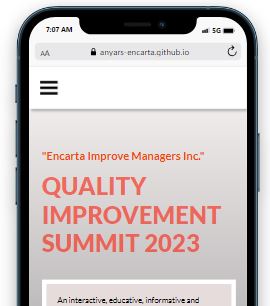 7:07 AM 5G
AA anyars-encarta.github.io
"Encarta Improve Managers Inc."
QUALITY
IMPROVEMENT
SUMMIT 2023
An interactive, educative, informative and